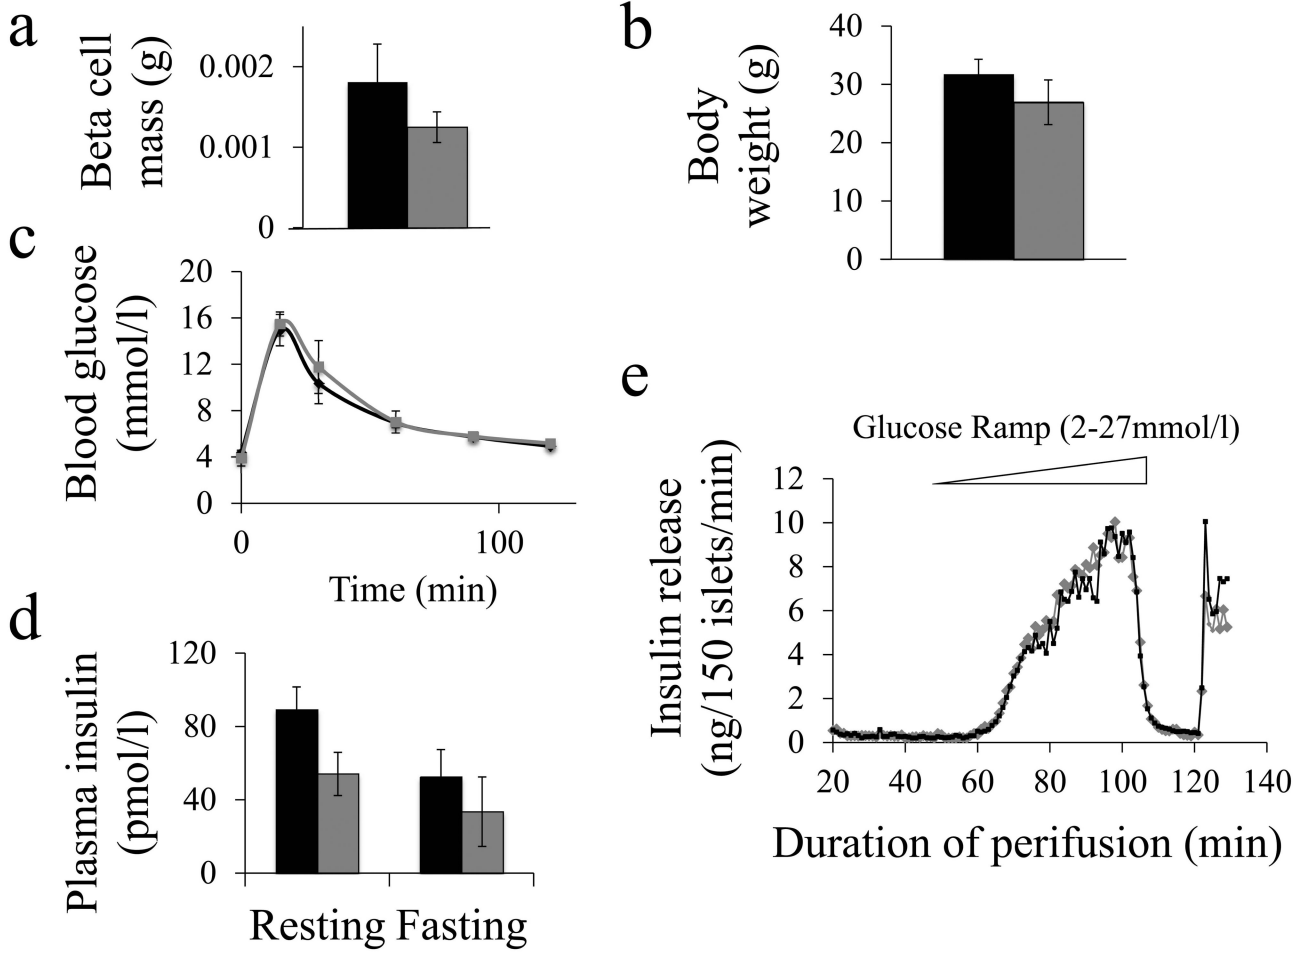 a
Beta cell
mass (g)
0.002
0.001
0
b
Body
weight (g)
40
30
20
10
0
c
Blood glucose
(mmol/l)
20
16
12
8
4
0
0
100
Time (min)
d
Plasma insulin
(pmol/l)
120
80
40
0
Resting Fasting
e
Glucose Ramp (2-27mmol/l)
Insulin release
(ng/150 islets/min)
12
10
8
6
4
2
0
20 40 60 80 100 120 140
Duration of perifusion (min)